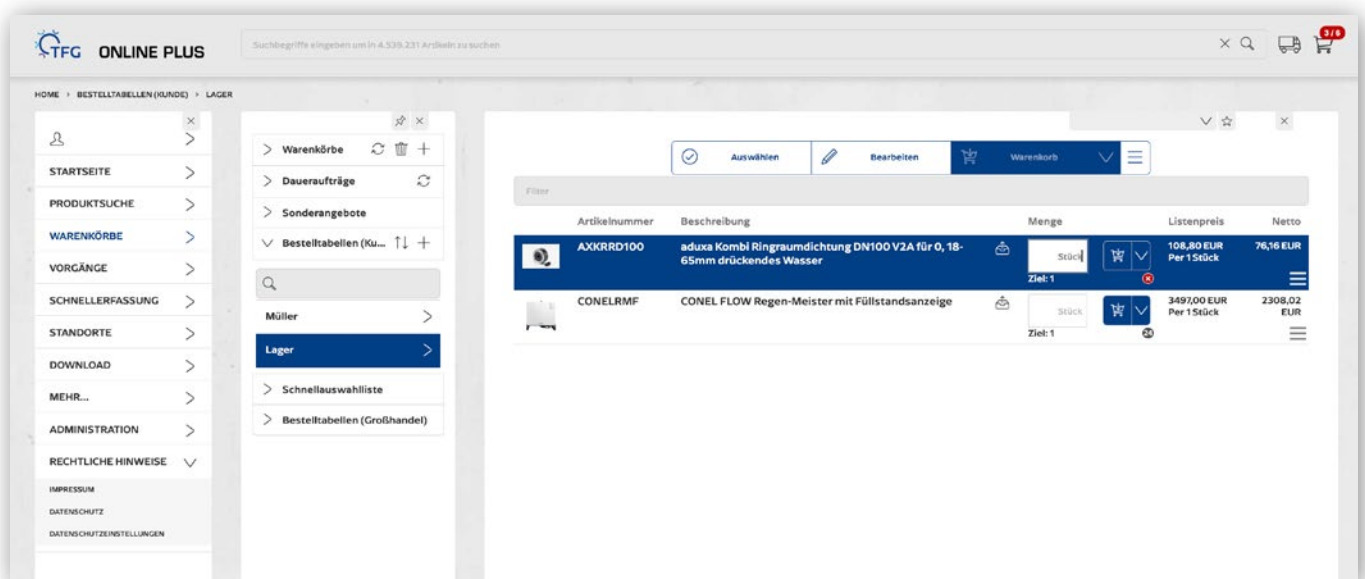 TFG ONLINE PLUS
Suchbegriffe eingeben um in 4.539.231 Artikeln zu suchen
3/6
HOME > BESTELLTABELLEN (KUNDE) > LAGER
STARTSEITE
PRODUKTSUCHE
WARENKÖRBE
VORGÄNGE
SCHNELLERFASSUNG
STANDORTE
DOWNLOAD
MEHR...
ADMINISTRATION
RECHTLICHE HINWEISE
IMPRESSUM
DATENSCHUTZ
DATENSCHUTZEINSTELLUNGEN
Warenkörbe
Daueraufträge
Sonderangebote
Bestelltabellen (Ku...
Müller
Lager
Schnellauswahlliste
Bestelltabellen (Großhandel)
Auswählen Bearbeiten Warenkorb
Filter
Artikelnummer Beschreibung Menge Listenpreis Netto
AXKRRD100 aduxa Kombi Ringraumdichtung DN100 V2A für 0, 18-
65mm drückendes Wasser
Stück
Ziel: 1
108,80 EUR
Per 1 Stück
76,16 EUR
CONELRMF CONEL FLOW Regen-Meister mit Füllstandsanzeige
Stück
Ziel: 1
24
3497,00 EUR
Per 1 Stück
2308,02
EUR